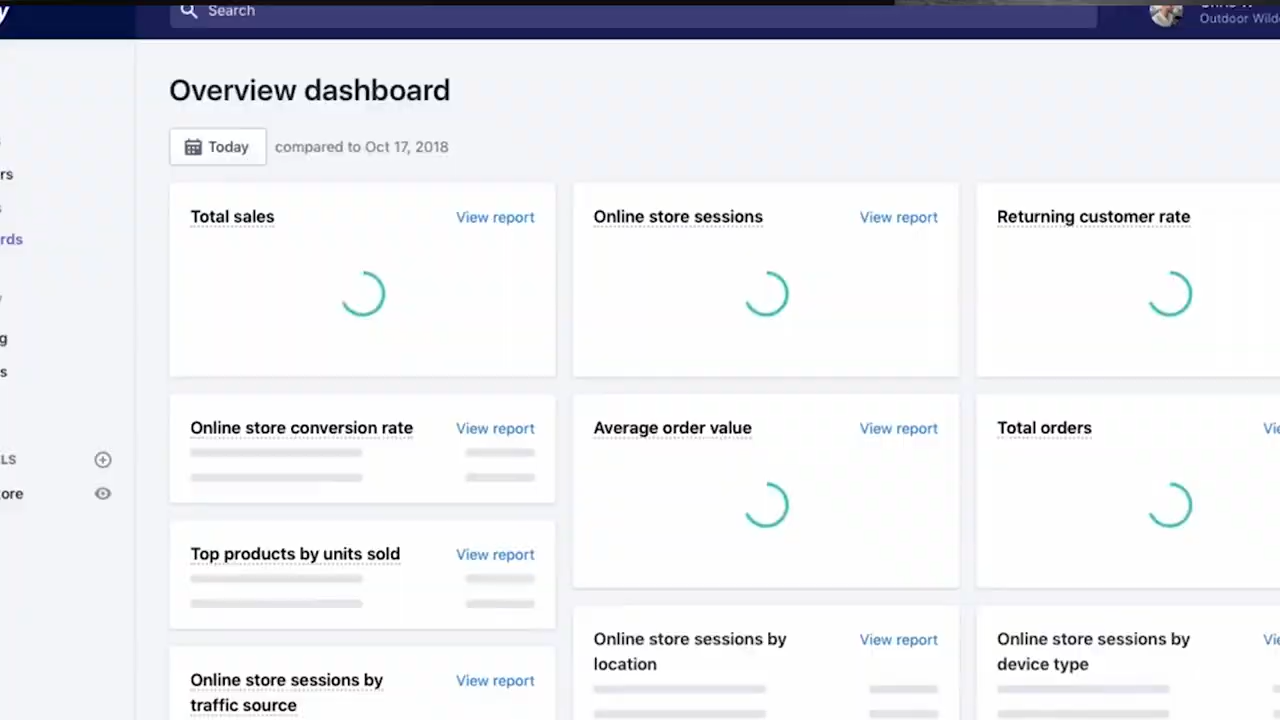 Search
Outdoor Wilde
Overview dashboard
Today compared to Oct 17, 2018
rs
rds
g
s
LS
ore
Total sales View report
Online store sessions View report
Returning customer rate
Online store conversion rate View report
Average order value View report
Total orders Vie
Top products by units sold View report
Online store sessions by View report
location
Online store sessions by Vie
device type
Online store sessions by View report
traffic source